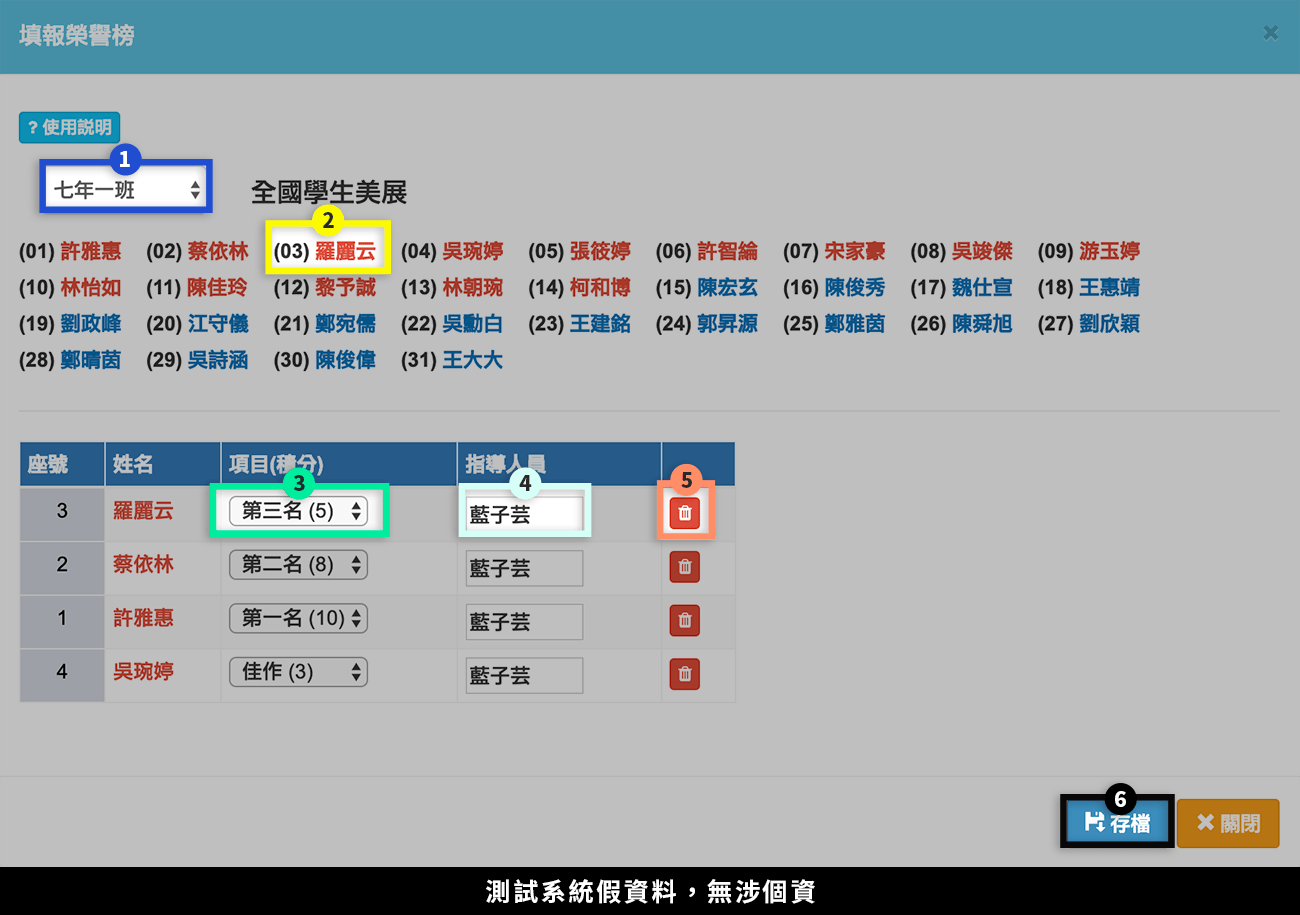 填報榮譽榜 ×
? 使用說明
1
七年一班 全國學生美展
2
(01) 許雅惠 (02) 蔡依林 (03) 羅麗云 (04) 吳琬婷 (05) 張筱婷 (06) 許智綸 (07) 宋家豪 (08) 吳竣傑 (09) 游玉婷
(10) 林怡如 (11) 陳佳玲 (12) 黎予誠 (13) 林朝琬 (14) 柯和博 (15) 陳宏玄 (16) 陳俊秀 (17) 魏仕宣 (18) 王惠靖
(19) 劉政峰 (20) 江守儀 (21) 鄭宛儒 (22) 吳勳白 (23) 王建銘 (24) 郭昇源 (25) 鄭雅茵 (26) 陳舜旭 (27) 劉欣穎
(28) 鄭晴茵 (29) 吳詩涵 (30) 陳俊偉 (31) 王大大
座號 姓名 項目(積分) 指導人員
3 4 5
3 羅麗云 第三名 (5) 藍子芸
2 蔡依林 第二名 (8) 藍子芸
1 許雅惠 第一名 (10) 藍子芸
4 吳琬婷 佳作 (3) 藍子芸
6
存檔 關閉
測試系統假資料，無涉個資